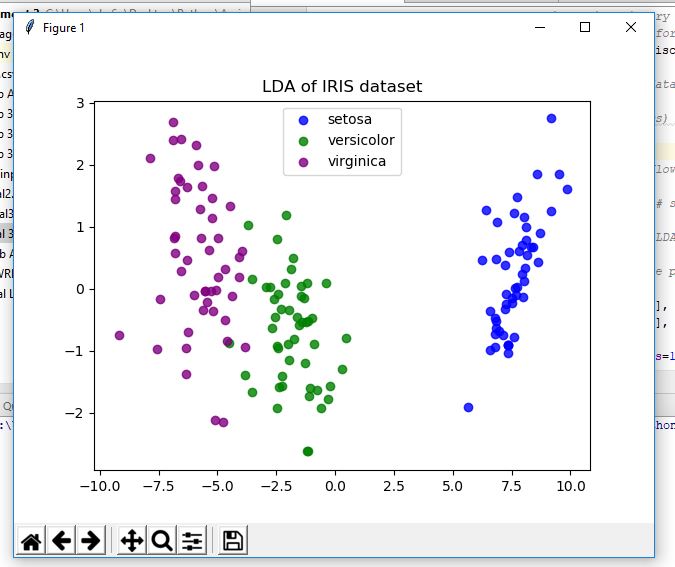 Figure 1
LDA of IRIS dataset
setosa
versicolor
virginica
3
2
1
0
−1
−2
−10.0 −7.5 −5.0 −2.5 0.0 2.5 5.0 7.5 10.0